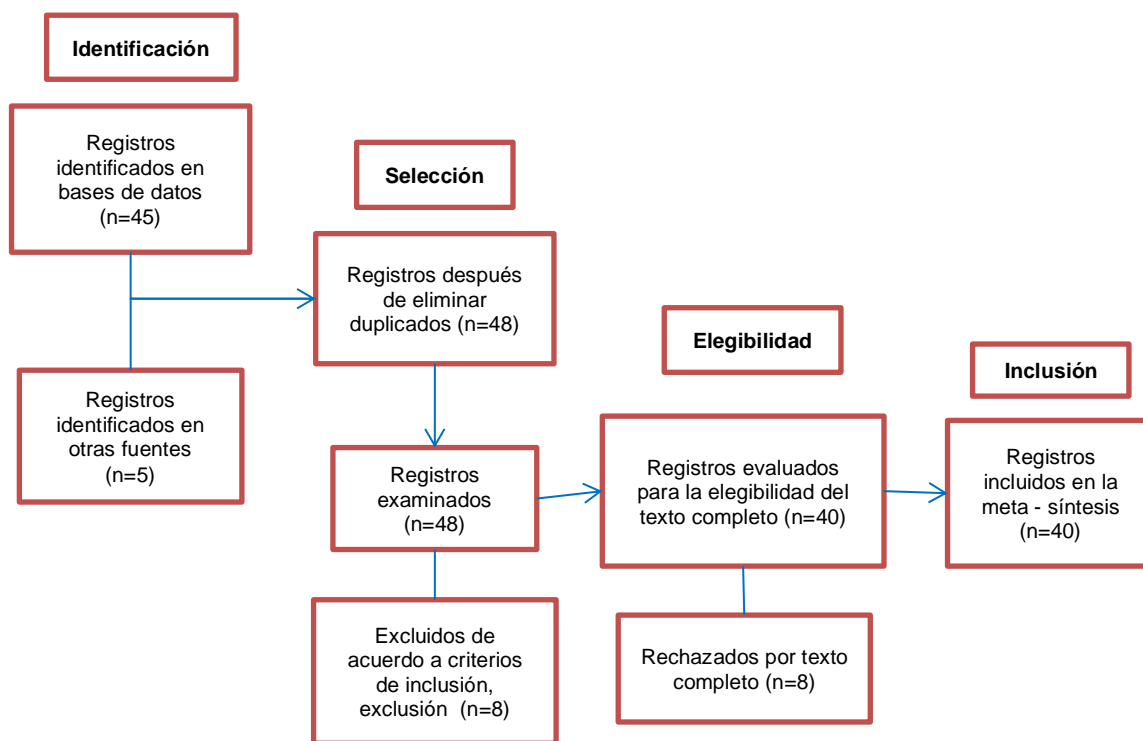 Identificación
Registros
identificados en
bases de datos
(n=45)
Registros
identificados en
otras fuentes
(n=5)
Selección
Registros después
de eliminar
duplicados (n=48)
Registros
examinados
(n=48)
Excluidos de
acuerdo a criterios
de inclusión,
exclusión (n=8)
Elegibilidad
Registros evaluados
para la elegibilidad del
texto completo (n=40)
Rechazados por texto
completo (n=8)
Inclusión
Registros
incluidos en la
meta - síntesis
(n=40)